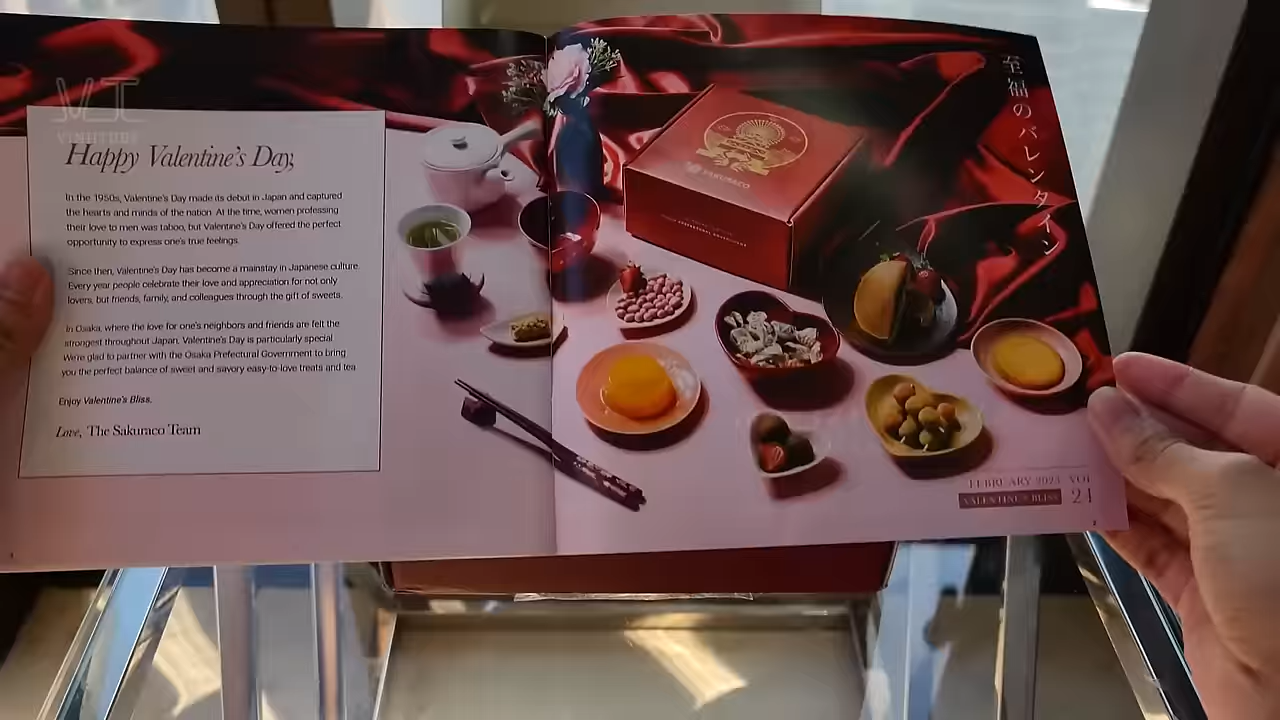 VJT
VINHTUBE
Happy Valentine's Day,
In the 1950s, Valentine's Day made its debut in Japan and captured
the hearts and minds of the nation. At the time, women professing
their love to men was taboo, but Valentine's Day offered the perfect
opportunity to express one's true feelings.
Since then, Valentine's Day has become a mainstay in Japanese culture.
Every year people celebrate their love and appreciation for not only
lovers, but friends, family, and colleagues through the gift of sweets.
In Osaka, where the love for one's neighbors and friends are felt the
strongest throughout Japan, Valentine's Day is particularly special
We're glad to partner with the Osaka Prefectural Government to bring
you the perfect balance of sweet and savory easy-to-love treats and tea
Enjoy Valentine's Bliss.
Love, The Sakuraco Team
SAKURACO
至福のバレンタイン
FEBRUARY 2023 VOL
VALENTINE'S BLISS 21